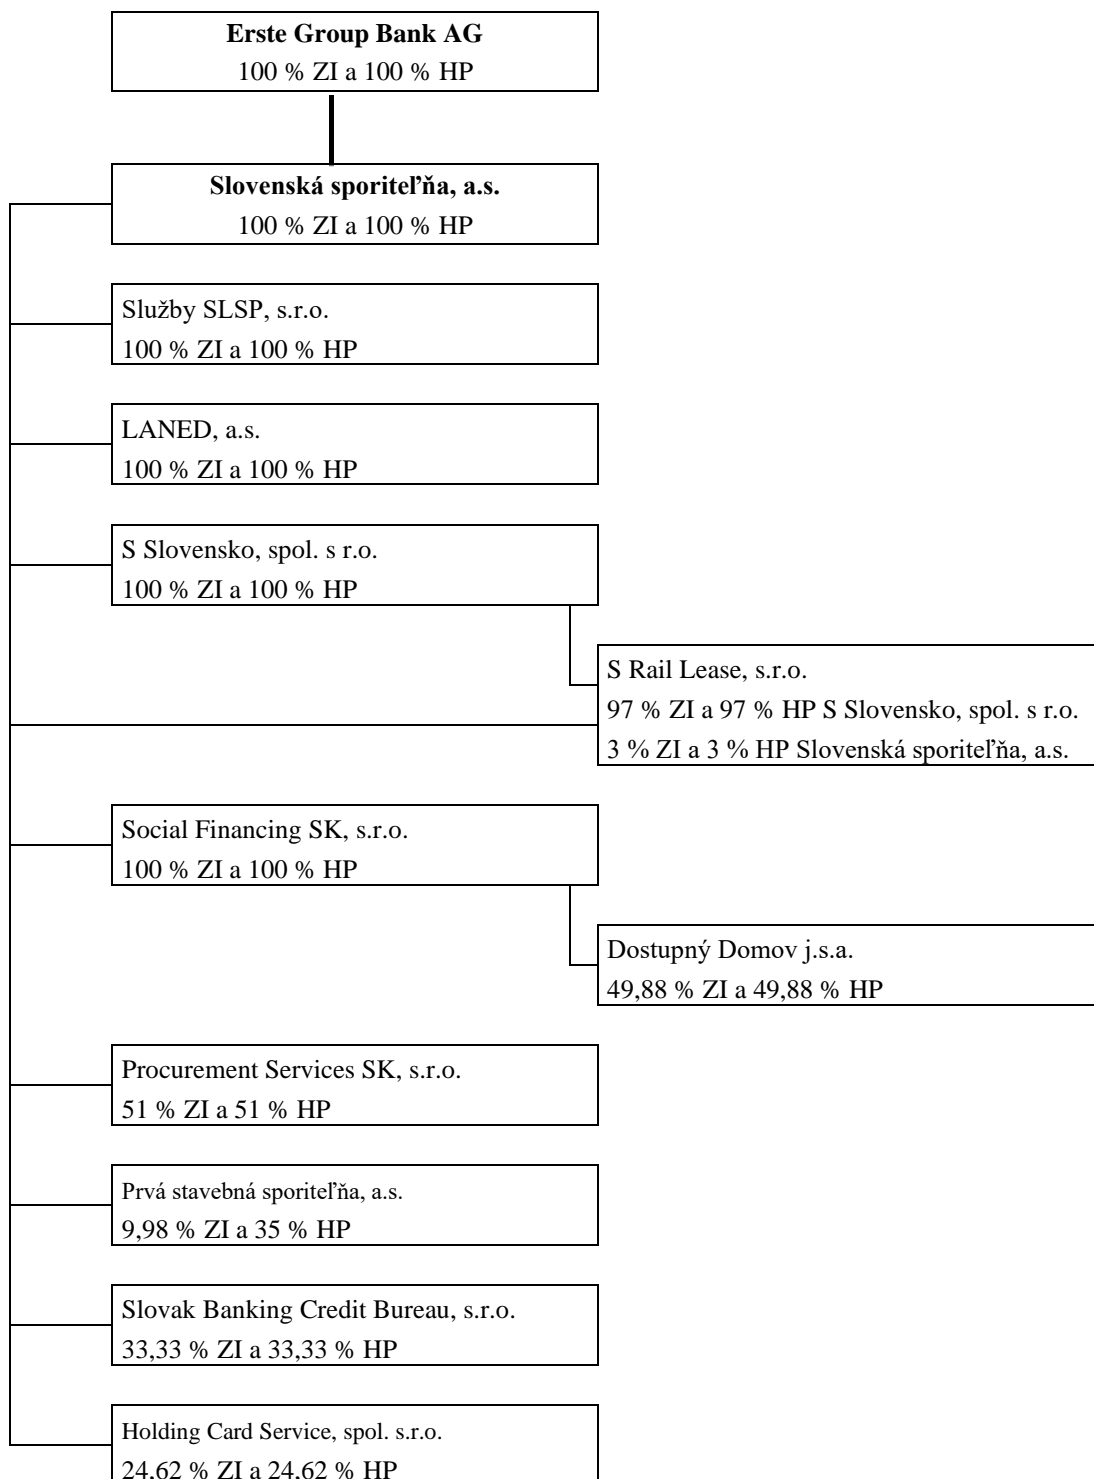 Erste Group Bank AG
100 % ZI a 100 % HP
Slovenská sporiteľňa, a.s.
100 % ZI a 100 % HP
Služby SLSP, s.r.o.
100 % ZI a 100 % HP
LANED, a.s.
100 % ZI a 100 % HP
S Slovensko, spol. s r.o.
100 % ZI a 100 % HP
S Rail Lease, s.r.o.
97 % ZI a 97 % HP S Slovensko, spol. s r.o.
3 % ZI a 3 % HP Slovenská sporiteľňa, a.s.
Social Financing SK, s.r.o.
100 % ZI a 100 % HP
Dostupný Domov j.s.a.
49,88 % ZI a 49,88 % HP
Procurement Services SK, s.r.o.
51 % ZI a 51 % HP
Prvá stavebná sporiteľňa, a.s.
9,98 % ZI a 35 % HP
Slovak Banking Credit Bureau, s.r.o.
33,33 % ZI a 33,33 % HP
Holding Card Service, spol. s.r.o.
24,62 % ZI a 24,62 % HP